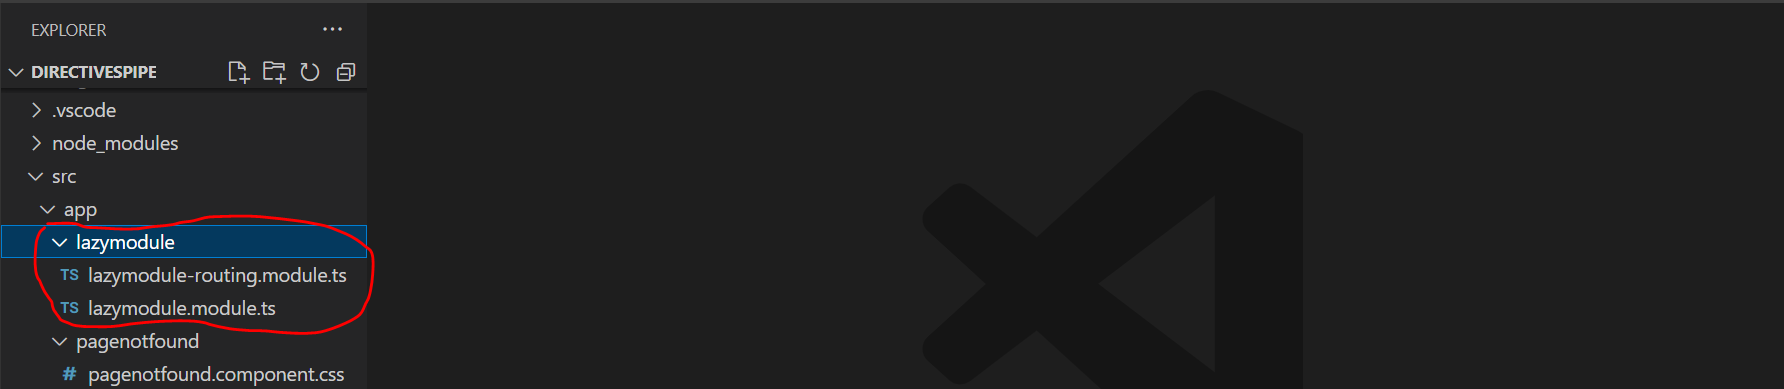 EXPLORER
DIRECTIVESPIPE
.vscode
node_modules
src
app
lazymodule
TS lazymodule-routing.module.ts
TS lazymodule.module.ts
pagenotfound
# pagenotfound.component.css